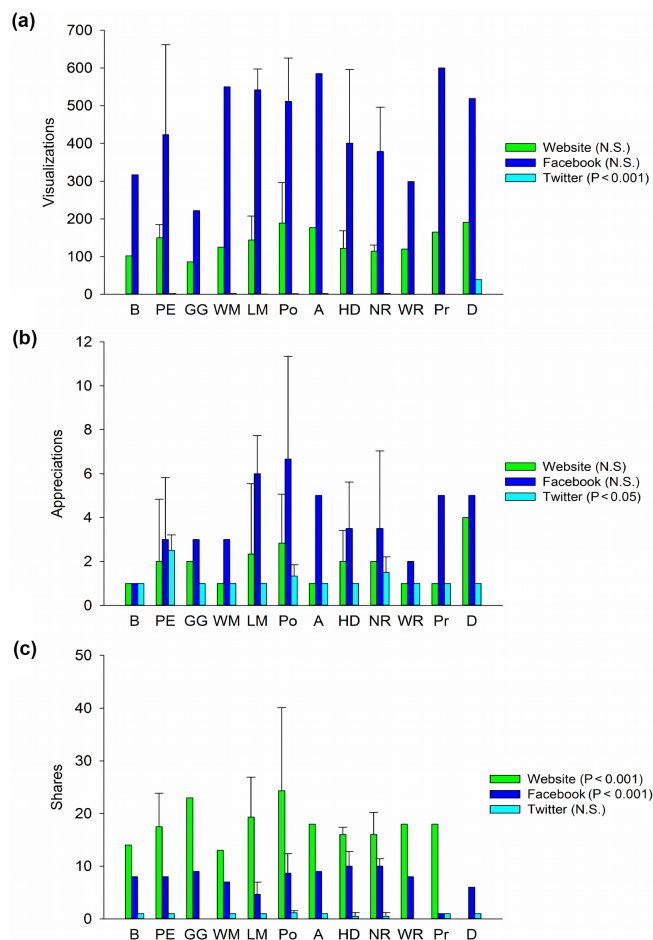 (a)
700
600
500
400
300
200
100
0
Visualizations
B PE GG WM LM Po A HD NR WR Pr D
Website (N.S.)
Facebook (N.S.)
Twitter (P < 0.001)
(b)
12
10
8
6
4
2
0
Appreciations
B PE GG WM LM Po A HD NR WR Pr D
Website (N.S)
Facebook (N.S.)
Twitter (P < 0.05)
(c)
50
40
30
20
10
0
Shares
B PE GG WM LM Po A HD NR WR Pr D
Website (P < 0.001)
Facebook (P < 0.001)
Twitter (N.S.)